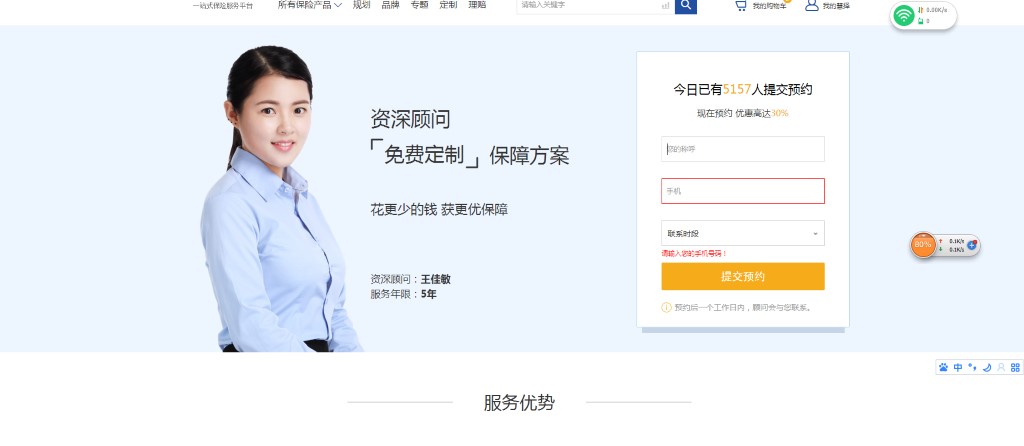 一站式保险服务平台
所有保险产品 规划 品牌 专题 定制 理赔
请输入关键字
我的购物车
我的慧择
0.00K/s
0
资深顾问
「免费定制」保障方案
花更少的钱 获更优保障
资深顾问：王佳敏
服务年限：5年
今日已有5157人提交预约
现在预约 优惠高达30%
您的称呼
手机
联系时段
请输入您的手机号码！
提交预约
预约后一个工作日内，顾问会与您联系。
80%
0.1K/s
0.1K/s
中
服务优势